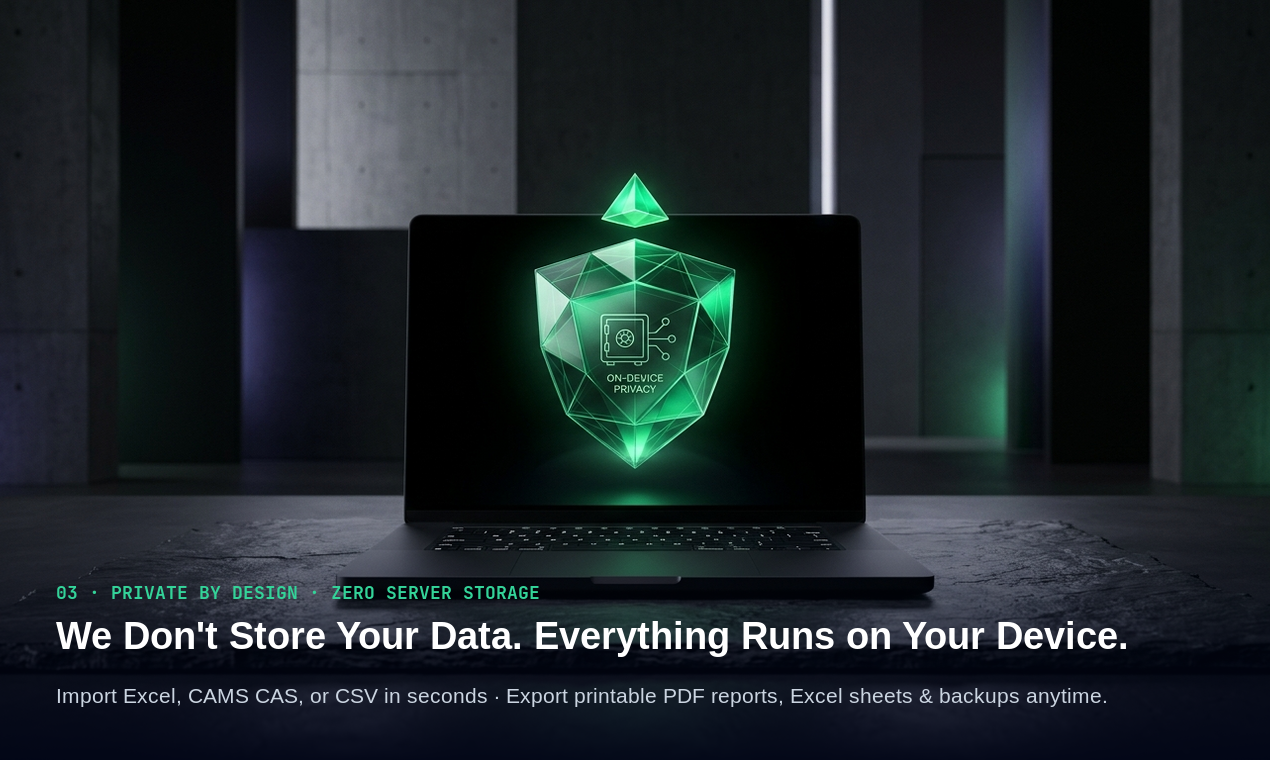 ON-DEVICE
PRIVACY
03 · PRIVATE BY DESIGN · ZERO SERVER STORAGE
We Don't Store Your Data. Everything Runs on Your Device.
Import Excel, CAMS CAS, or CSV in seconds · Export printable PDF reports, Excel sheets & backups anytime.